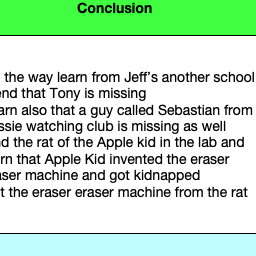 Conclusion
the way learn from Jeff's another school
end that Tony is missing
arn also that a guy called Sebastian from
ssie watching club is missing as well
d the rat of the Apple kid in the lab and
rn that Apple Kid invented the eraser
aser machine and got kidnapped
t the eraser eraser machine from the rat